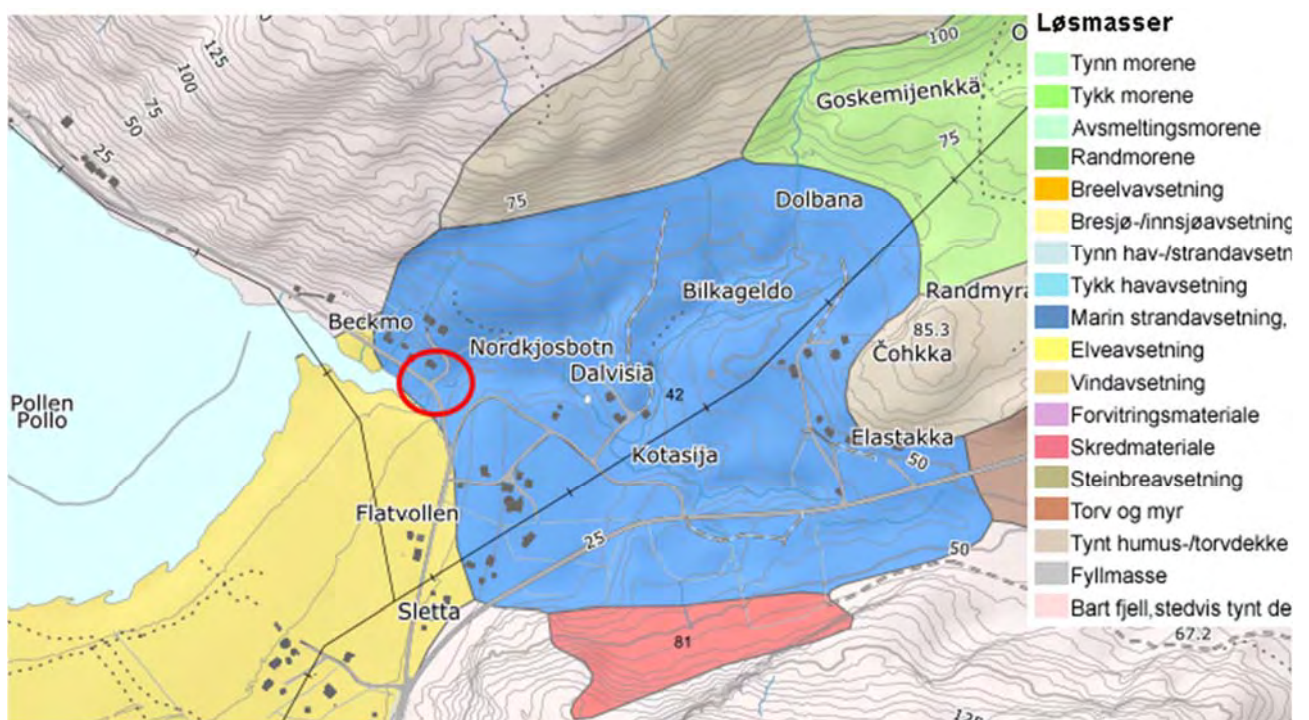 Løsmasser
Tynn morene
Tykk morene
Avsmeltingsmorene
Randmorene
Breelvavsetning
Bresjø-/innsjøavsetning
Tynn hav-/strandavsetn
Tykk havavsetning
Marin strandavsetning,
Elveavsetning
Vindavsetning
Forvitringsmateriale
Skredmateriale
Steinbreavsetning
Torv og myr
Tynt humus-/torvdekke
Fyllmasse
Bart fjell,stedvis tynt de
125
100
75
50
25
100
O
Goskemijenkkä
75
75
Dolbana
Bilkageldo
Randmyra
85.3
Čohkka
Beckmo
Nordkjosbotn
Dalvisia
42
Pollen
Pollo
Elastakka
50
Kotasija
Flatvollen
25
50
Sletta
81
67.2
125